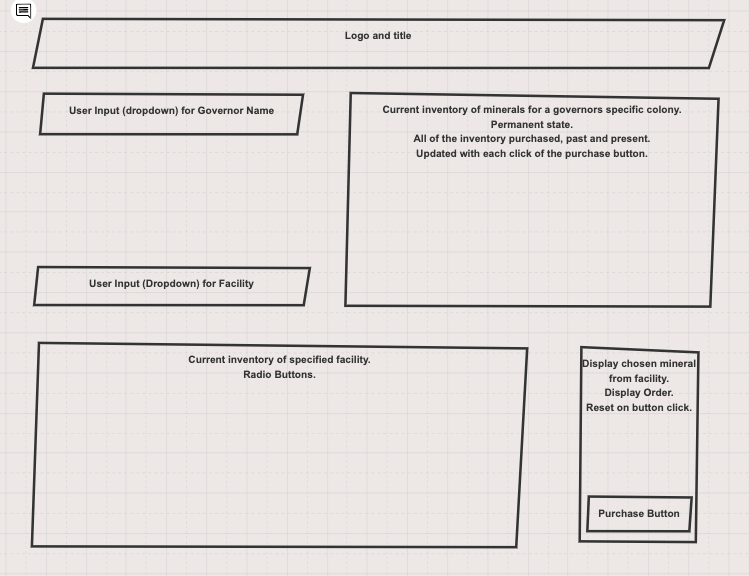 Logo and title
User Input (dropdown) for Governor Name
Current inventory of minerals for a governors specific colony.
Permanent state.
All of the inventory purchased, past and present.
Updated with each click of the purchase button.
User Input (Dropdown) for Facility
Current inventory of specified facility.
Radio Buttons.
Display chosen mineral
from facility.
Display Order.
Reset on button click.
Purchase Button